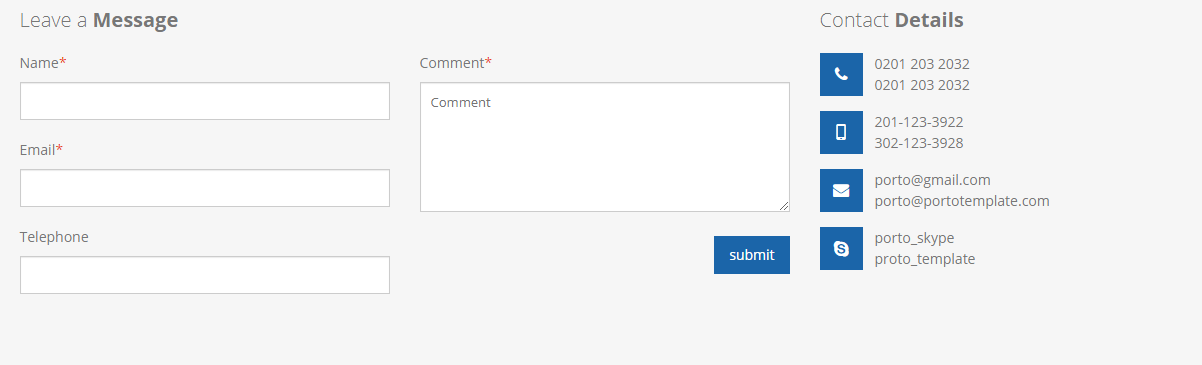 Leave a Message
Name*
Email*
Telephone
Comment*
Comment
submit
Contact Details
0201 203 2032
0201 203 2032
201-123-3922
302-123-3928
porto@gmail.com
porto@portotemplate.com
porto_skype
proto_template